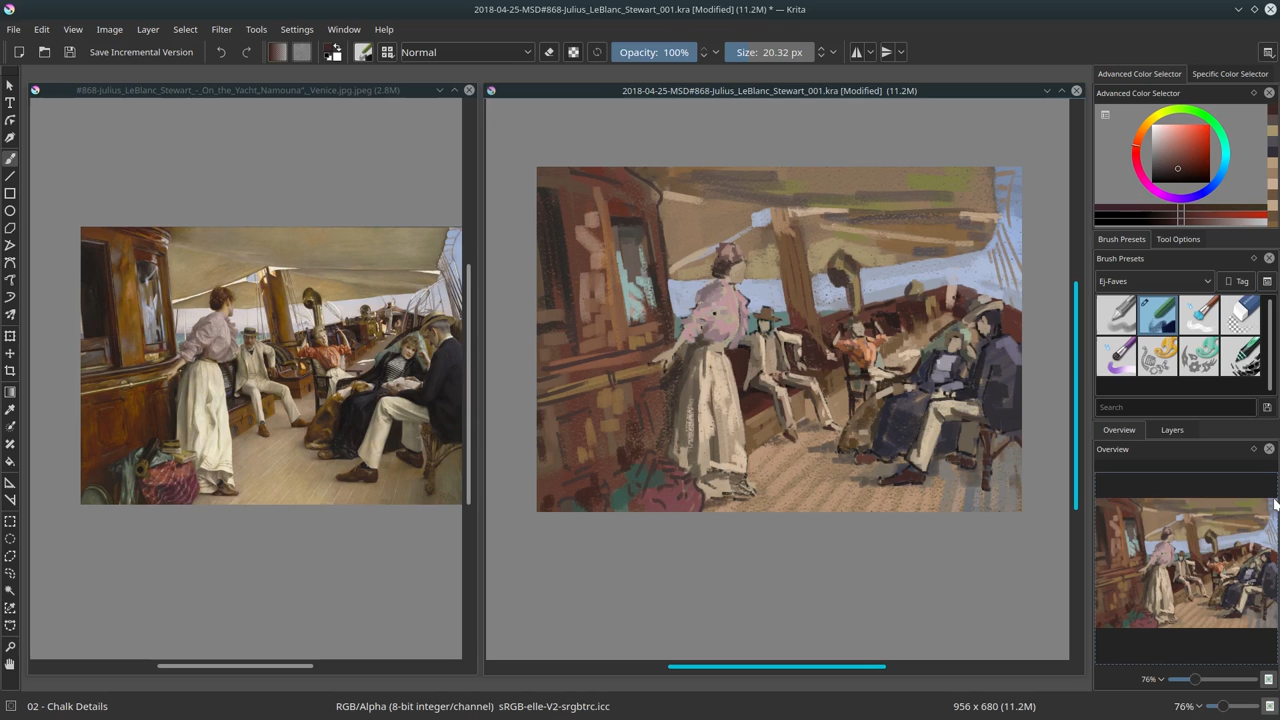 2018-04-25-MSD#868-Julius_LeBlanc_Stewart_001.kra [Modified] (11.2M) * — Krita
File Edit View Image Layer Select Filter Tools Settings Window Help
Save Incremental Version Normal Opacity: 100% Size: 20.32 px
Advanced Color Selector Specific Color Selector
#868-Julius_LeBlanc_Stewart_-_On_the_Yacht_Namouna"_Venice.jpg.jpeg (2.8M)
2018-04-25-MSD#868-Julius_LeBlanc_Stewart_001.kra [Modified] (11.2M)
Advanced Color Selector
Brush Presets Tool Options
Brush Presets
Ej-Faves Tag
Search
Overview Layers
Overview
76%
02 - Chalk Details RGB/Alpha (8-bit integer/channel) sRGB-elle-V2-srgbtrc.icc 956 x 680 (11.2M) 76%